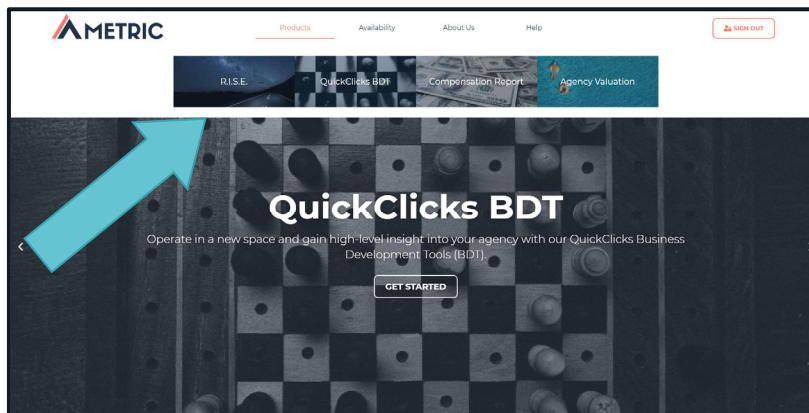 AMETRIC
Products Availability About Us Help SIGN OUT
R.I.S.E. QuickClicks BDT Compensation Report Agency Valuation
QuickClicks BDT
Operate in a new space and gain high-level insight into your agency with our QuickClicks Business
Development Tools (BDT).
GET STARTED